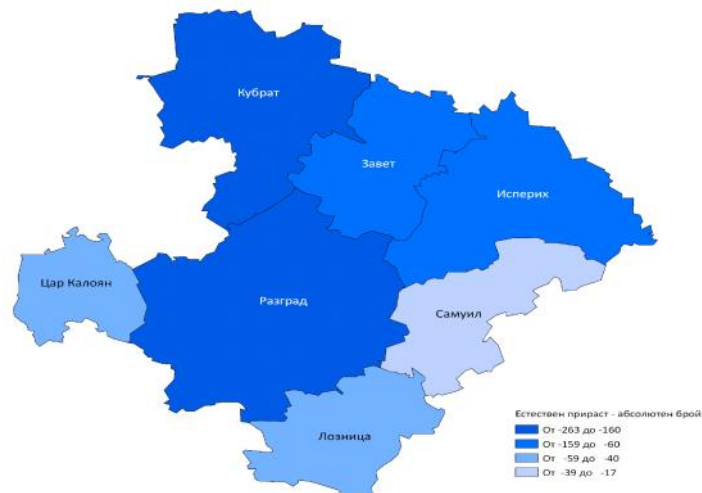 Кубрат
Завет
Исперих
Цар Калоян
Разград
Самуил
Лозница
Естествен прираст - абсолютен брой
От -263 до -160
От -159 до -60
От -59 до -40
От -39 до -17